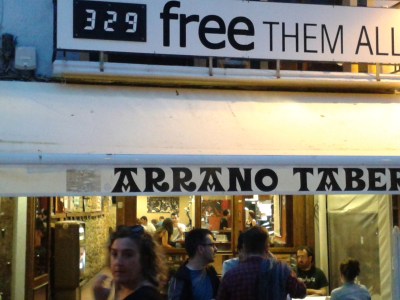 329 free THEM ALL
ARRANO TABER